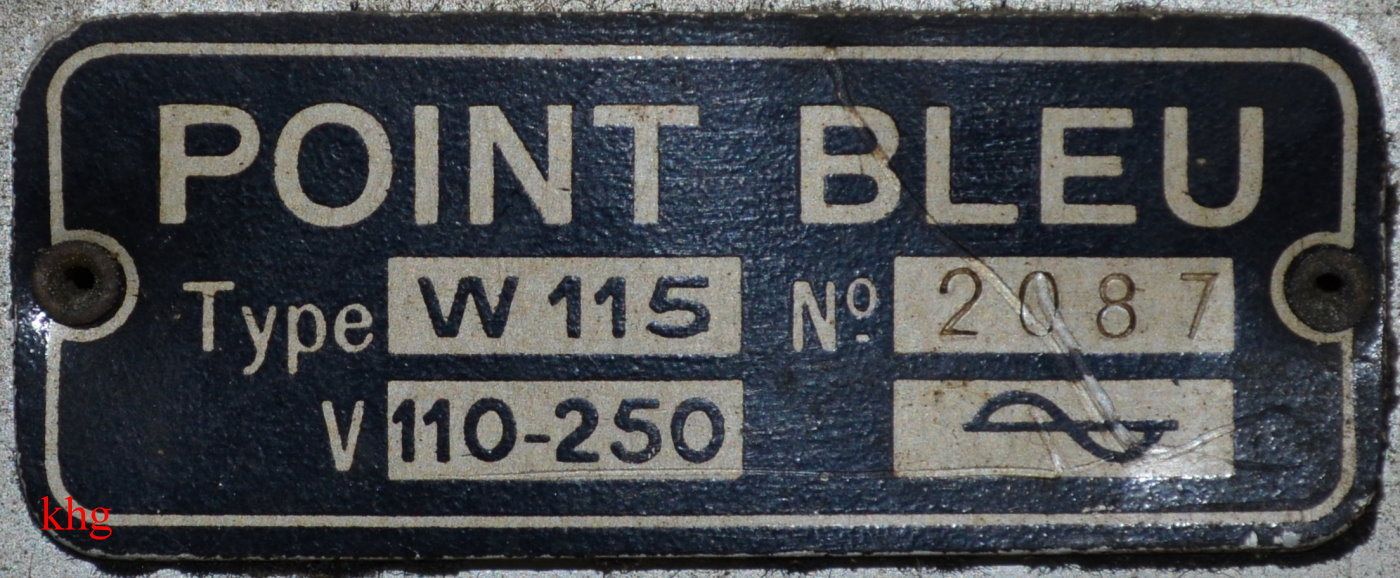 POINT BLEU
Type W 115 Nº 2087
V 110-250
khg